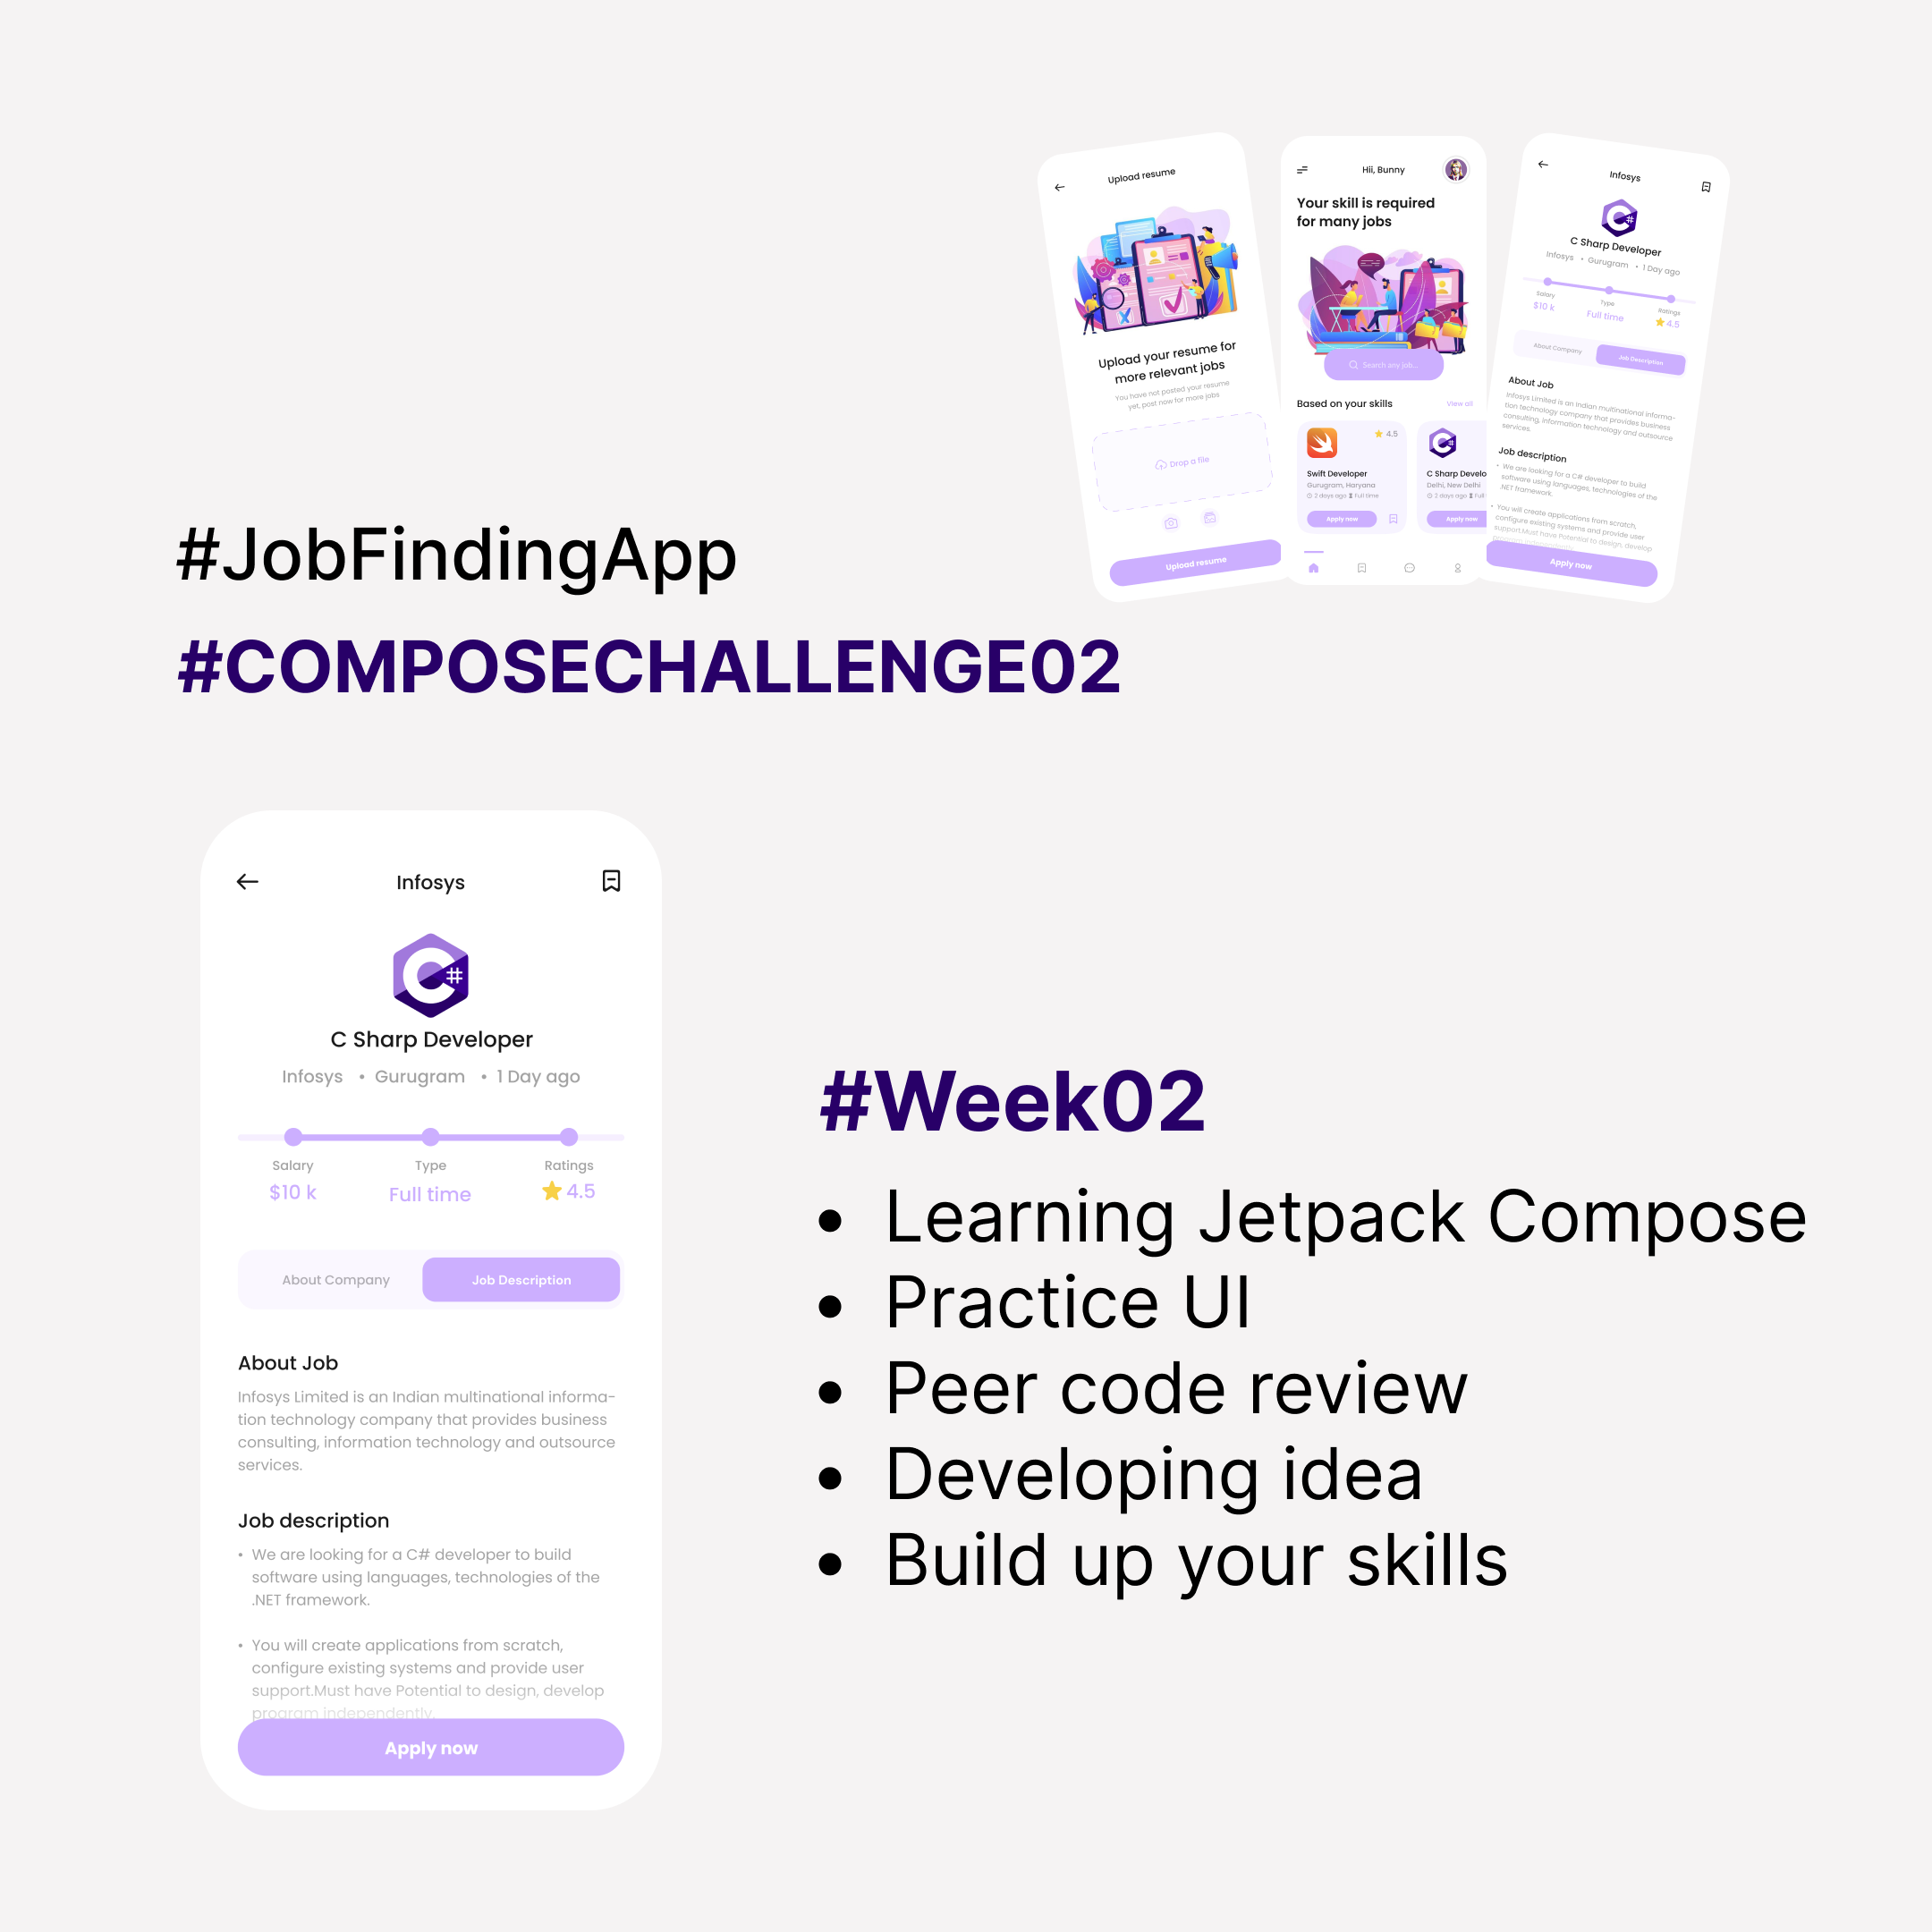 Upload resume
Upload your resume for
more relevant jobs
You have not posted your resume
yet, post now for more jobs
Drop a file
Upload resume
Hii, Bunny
Your skill is required
for many jobs
Search any job...
Based on your skills
View all
4.5
Swift Developer
Gurugram, Haryana
2 days ago Full time
Apply now
C Sharp Develo
Delhi, New Delhi
2 days ago Full
Apply now
Infosys
C#
C Sharp Developer
Infosys • Gurugram • 1 Day ago
Salary Type Ratings
$10 k Full time 4.5
About Company Job Description
About Job
Infosys Limited is an Indian multinational informa-
tion technology company that provides business
consulting, information technology and outsource
services.
Job description
• We are looking for a C# developer to build
software using languages, technologies of the
.NET framework.
• You will create applications from scratch,
configure existing systems and provide user
support.Must have Potential to design, develop
Apply now
#JobFindingApp
#COMPOSECHALLENGE02
Infosys
C#
C Sharp Developer
Infosys • Gurugram • 1 Day ago
Salary Type Ratings
$10 k Full time 4.5
About Company Job Description
About Job
Infosys Limited is an Indian multinational informa-
tion technology company that provides business
consulting, information technology and outsource
services.
Job description
• We are looking for a C# developer to build
software using languages, technologies of the
.NET framework.
• You will create applications from scratch,
configure existing systems and provide user
support.Must have Potential to design, develop
program independently.
Apply now
#Week02
• Learning Jetpack Compose
• Practice UI
• Peer code review
• Developing idea
• Build up your skills